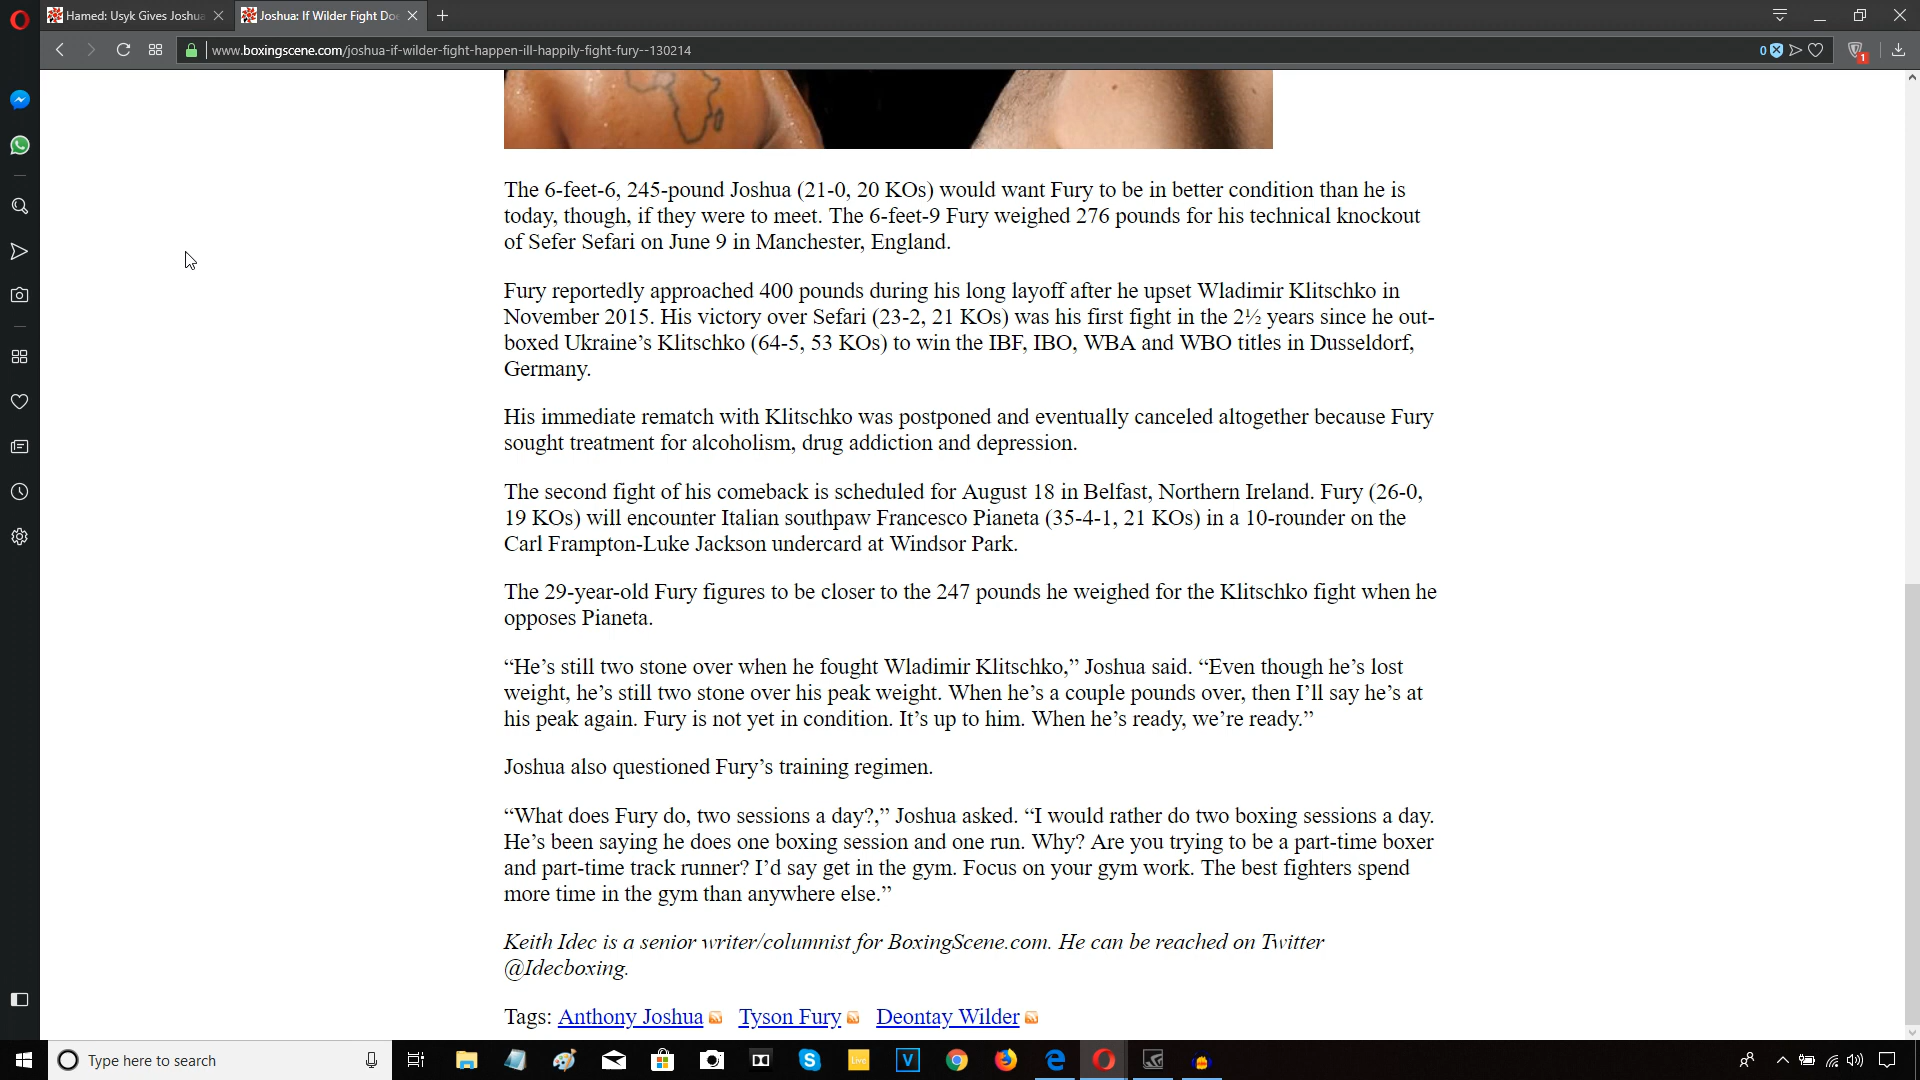 Hamed: Usyk Gives Joshua
Joshua: If Wilder Fight Doe
www.boxingscene.com/joshua-if-wilder-fight-happen-ill-happily-fight-fury--130214
0
1
The 6-feet-6, 245-pound Joshua (21-0, 20 KOs) would want Fury to be in better condition than he is
today, though, if they were to meet. The 6-feet-9 Fury weighed 276 pounds for his technical knockout
of Sefer Sefari on June 9 in Manchester, England.
Fury reportedly approached 400 pounds during his long layoff after he upset Wladimir Klitschko in
November 2015. His victory over Sefari (23-2, 21 KOs) was his first fight in the 2½ years since he out-
boxed Ukraine’s Klitschko (64-5, 53 KOs) to win the IBF, IBO, WBA and WBO titles in Dusseldorf,
Germany.
His immediate rematch with Klitschko was postponed and eventually canceled altogether because Fury
sought treatment for alcoholism, drug addiction and depression.
The second fight of his comeback is scheduled for August 18 in Belfast, Northern Ireland. Fury (26-0,
19 KOs) will encounter Italian southpaw Francesco Pianeta (35-4-1, 21 KOs) in a 10-rounder on the
Carl Frampton-Luke Jackson undercard at Windsor Park.
The 29-year-old Fury figures to be closer to the 247 pounds he weighed for the Klitschko fight when he
opposes Pianeta.
“He’s still two stone over when he fought Wladimir Klitschko,” Joshua said. “Even though he’s lost
weight, he’s still two stone over his peak weight. When he’s a couple pounds over, then I’ll say he’s at
his peak again. Fury is not yet in condition. It’s up to him. When he’s ready, we’re ready.”
Joshua also questioned Fury’s training regimen.
“What does Fury do, two sessions a day?,” Joshua asked. “I would rather do two boxing sessions a day.
He’s been saying he does one boxing session and one run. Why? Are you trying to be a part-time boxer
and part-time track runner? I’d say get in the gym. Focus on your gym work. The best fighters spend
more time in the gym than anywhere else.”
Keith Idec is a senior writer/columnist for BoxingScene.com. He can be reached on Twitter
@Idecboxing.
Tags: Anthony Joshua Tyson Fury Deontay Wilder
Type here to search
Live
V